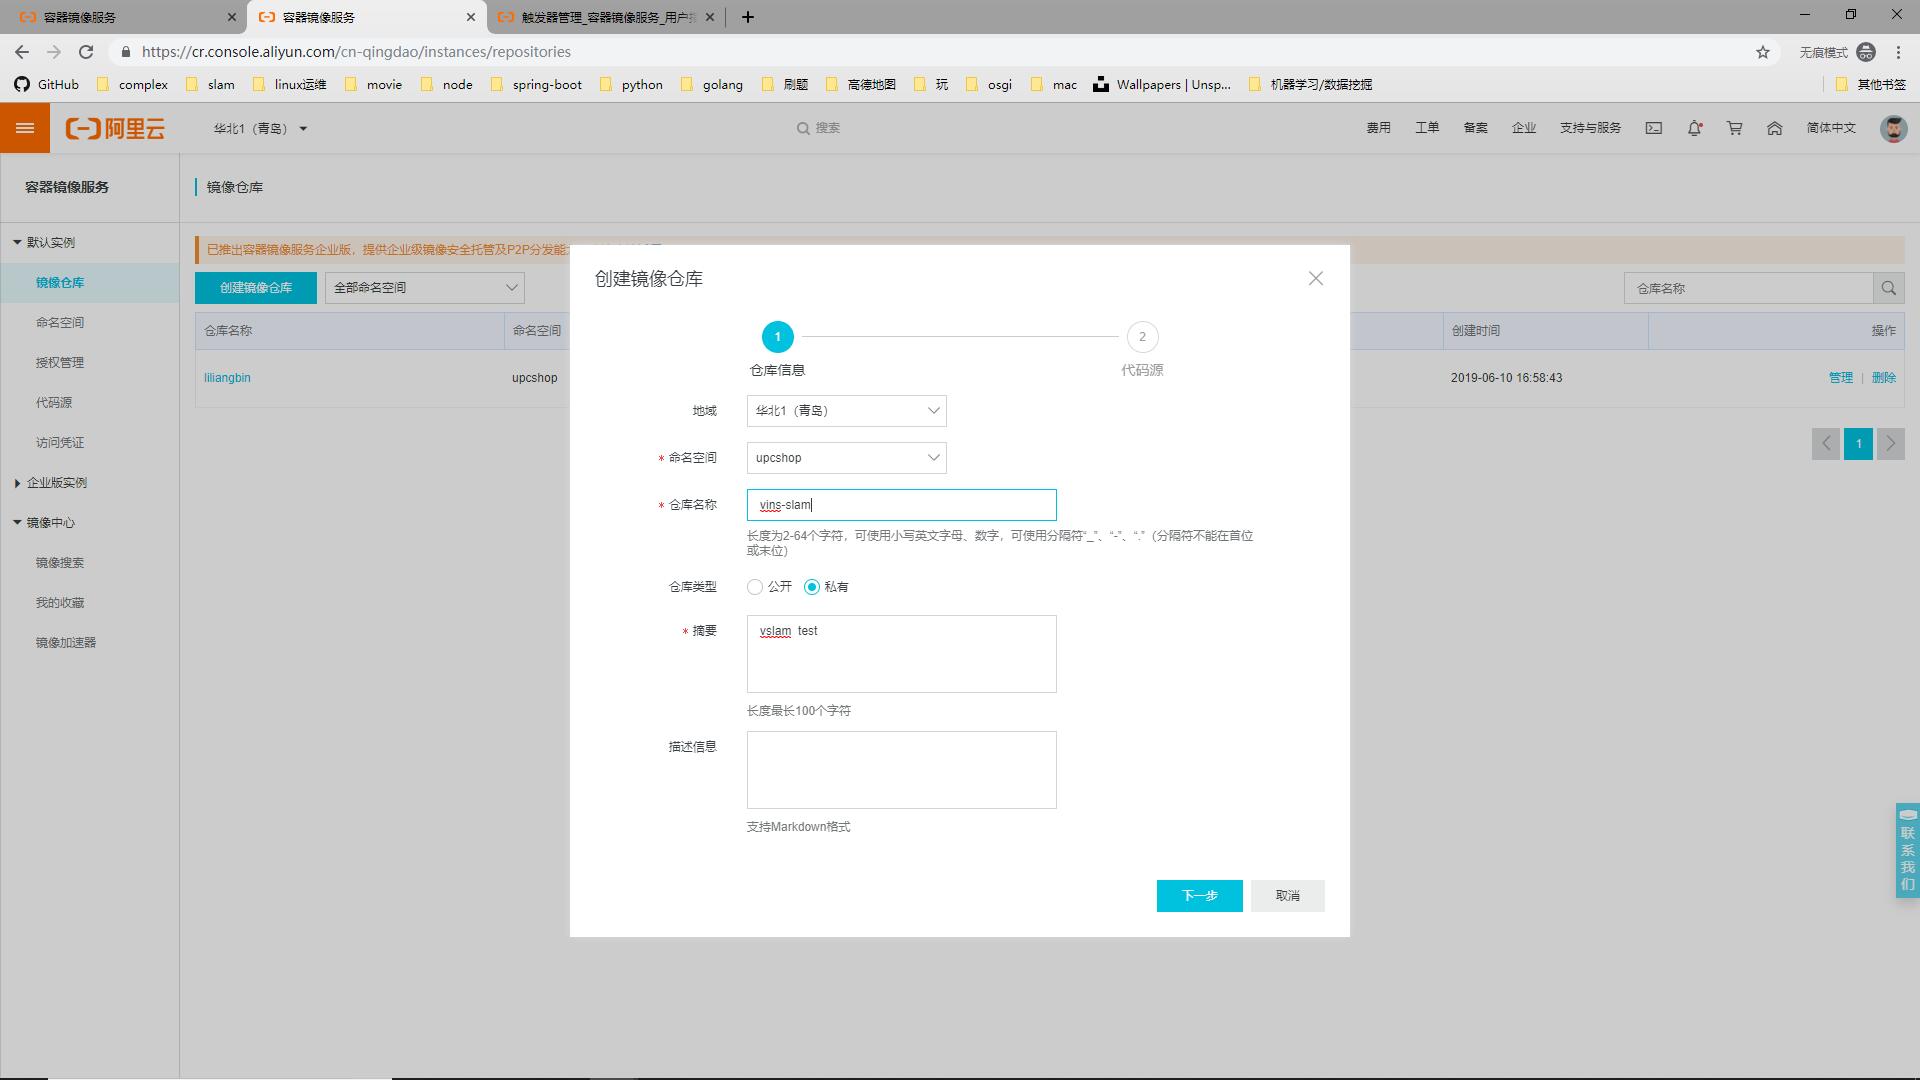 容器镜像服务
容器镜像服务
触发器管理_容器镜像服务_用户指
https://cr.console.aliyun.com/cn-qingdao/instances/repositories
无痕模式
GitHub complex slam linux运维 movie node spring-boot python golang 刷题 高德地图 玩 osgi mac Wallpapers | Unsp... 机器学习/数据挖掘 其他书签
阿里云 华北1（青岛） 搜索 费用 工单 备案 企业 支持与服务 简体中文
容器镜像服务
默认实例
镜像仓库
命名空间
授权管理
代码源
访问凭证
企业版实例
镜像中心
镜像搜索
我的收藏
镜像加速器
镜像仓库
已推出容器镜像服务企业版，提供企业级镜像安全托管及P2P分发能
创建镜像仓库 全部命名空间 仓库名称
仓库名称 命名空间 创建时间 操作
liliangbin upcshop 2019-06-10 16:58:43 管理 | 删除
1
创建镜像仓库
1 2
仓库信息 代码源
地域 华北1（青岛）
* 命名空间 upcshop
* 仓库名称 vins-slam
长度为2-64个字符，可使用小写英文字母、数字，可使用分隔符“_”、“-”、“.”（分隔符不能在首位
或末位）
仓库类型 公开 私有
* 摘要 vslam test
长度最长100个字符
描述信息
支持Markdown格式
下一步 取消
联系我们